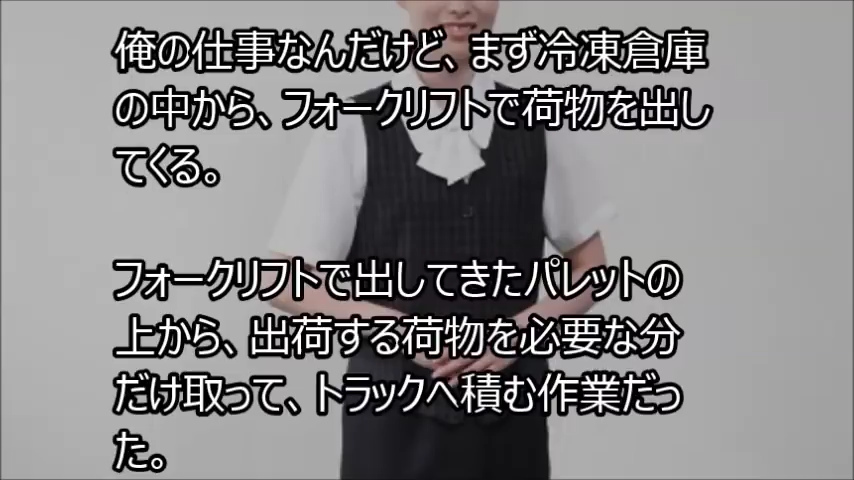 俺の仕事なんだけど、まず冷凍倉庫
の中から、フォークリフトで荷物を出し
てくる。
フォークリフトで出してきたパレットの
上から、出荷する荷物を必要な分
だけ取って、トラックへ積む作業だっ
た。